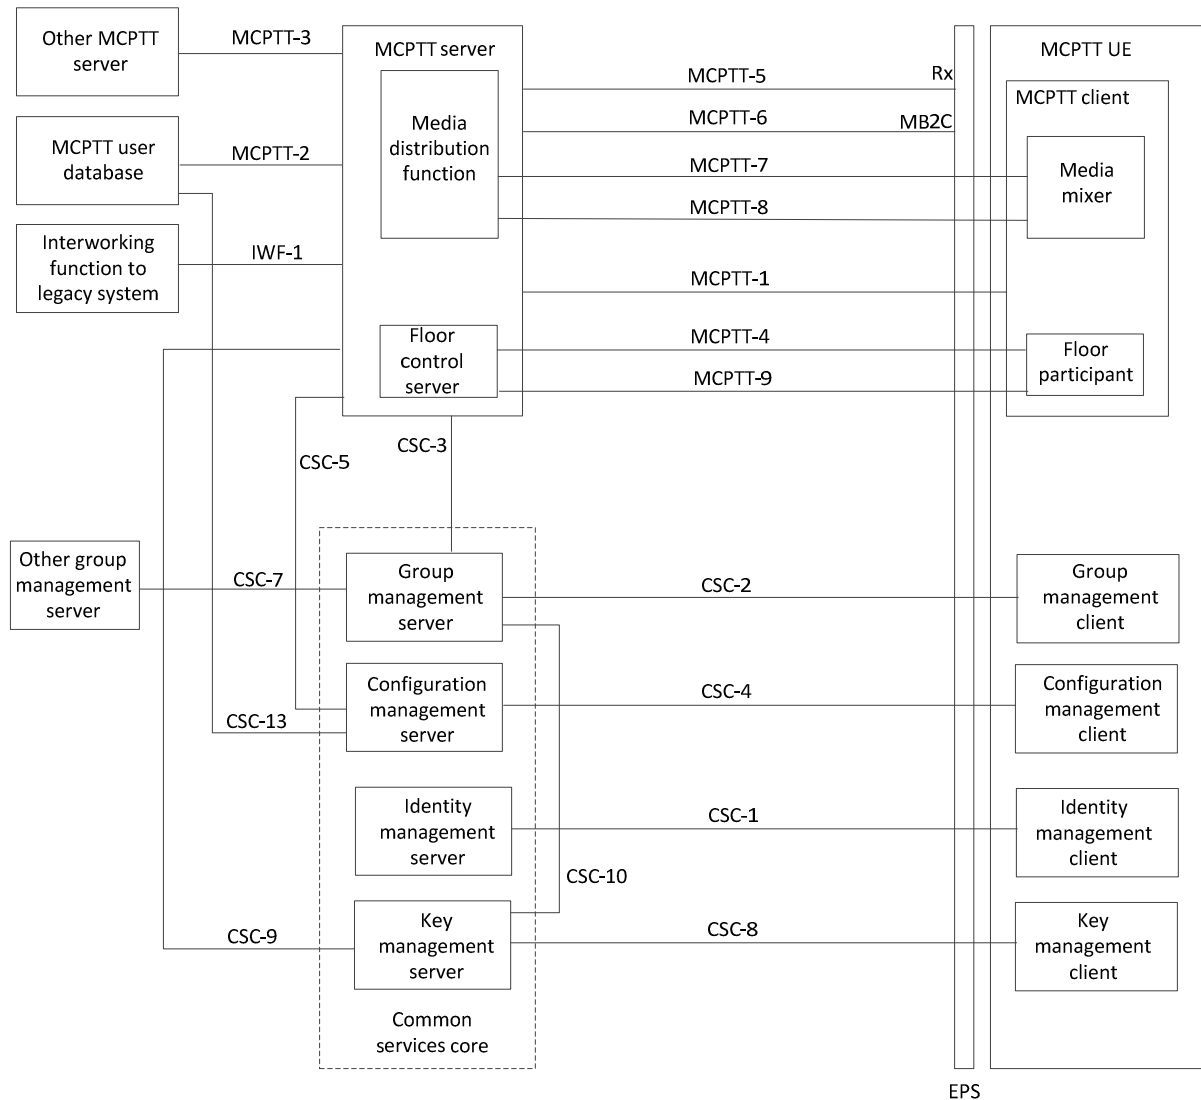 Other MCPTT
server
MCPTT-3
MCPTT server
MCPTT-5
Rx
MCPTT UE
MCPTT client
MCPTT-6
MB2C
Media
distribution
function
MCPTT user
database
MCPTT-2
MCPTT-7
Media
mixer
MCPTT-8
Interworking
function to
legacy system
IWF-1
MCPTT-1
Floor
control
server
MCPTT-4
MCPTT-9
Floor
participant
CSC-3
CSC-5
Other group
management
server
CSC-7
Group
management
server
CSC-2
Group
management
client
Configuration
management
server
CSC-4
Configuration
management
client
CSC-13
Identity
management
server
CSC-1
Identity
management
client
CSC-10
Key
management
server
CSC-9
CSC-8
Key
management
client
Common
services core
EPS